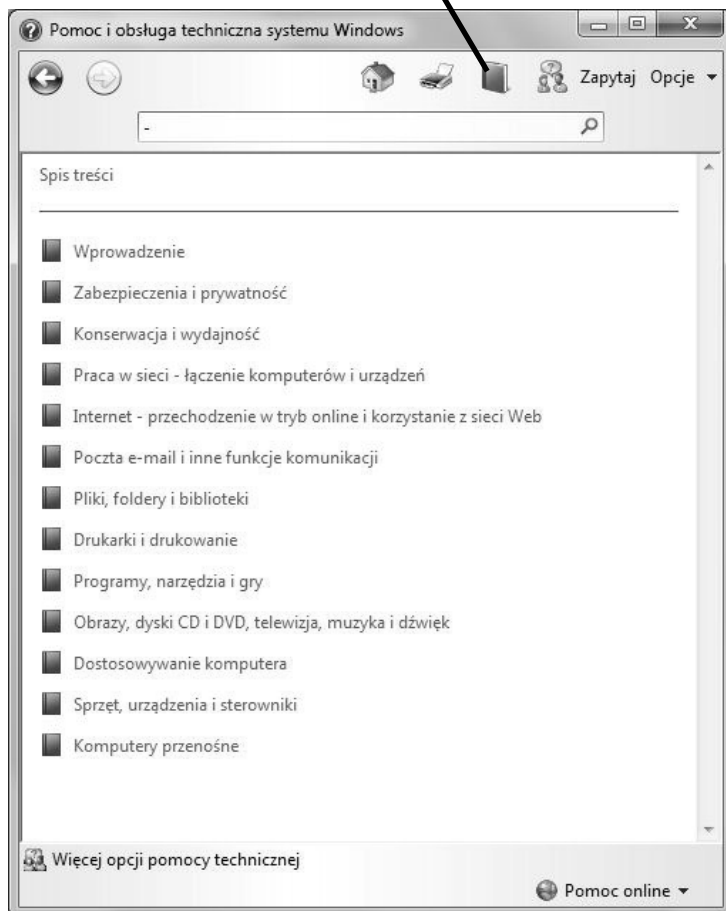 Pomoc i obsługa techniczna systemu Windows
Zapytaj Opcje
-
Spis treści
Wprowadzenie
Zabezpieczenia i prywatność
Konserwacja i wydajność
Praca w sieci - łączenie komputerów i urządzeń
Internet - przechodzenie w tryb online i korzystanie z sieci Web
Poczta e-mail i inne funkcje komunikacji
Pliki, foldery i biblioteki
Drukarki i drukowanie
Programy, narzędzia i gry
Obrazy, dyski CD i DVD, telewizja, muzyka i dźwięk
Dostosowywanie komputera
Sprzęt, urządzenia i sterowniki
Komputery przenośne
Więcej opcji pomocy technicznej
Pomoc online